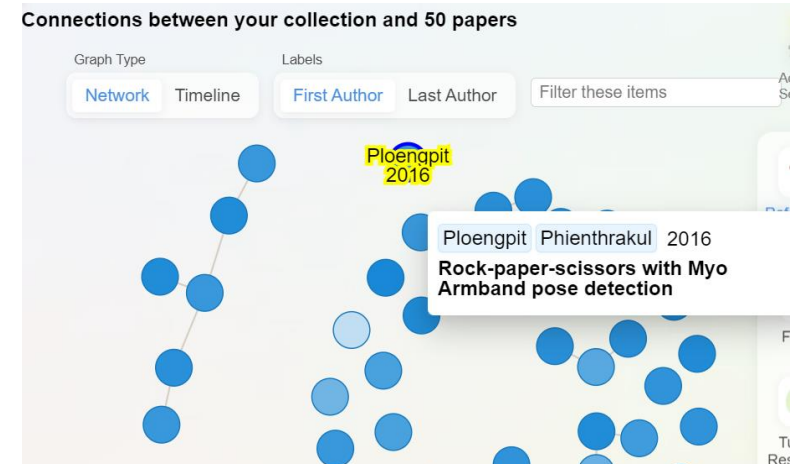 Connections between your collection and 50 papers
Graph Type
Labels
Network Timeline
First Author Last Author
Filter these items
Ploengpit
2016
Ploengpit Phienthrakul 2016
Rock-paper-scissors with Myo
Armband pose detection